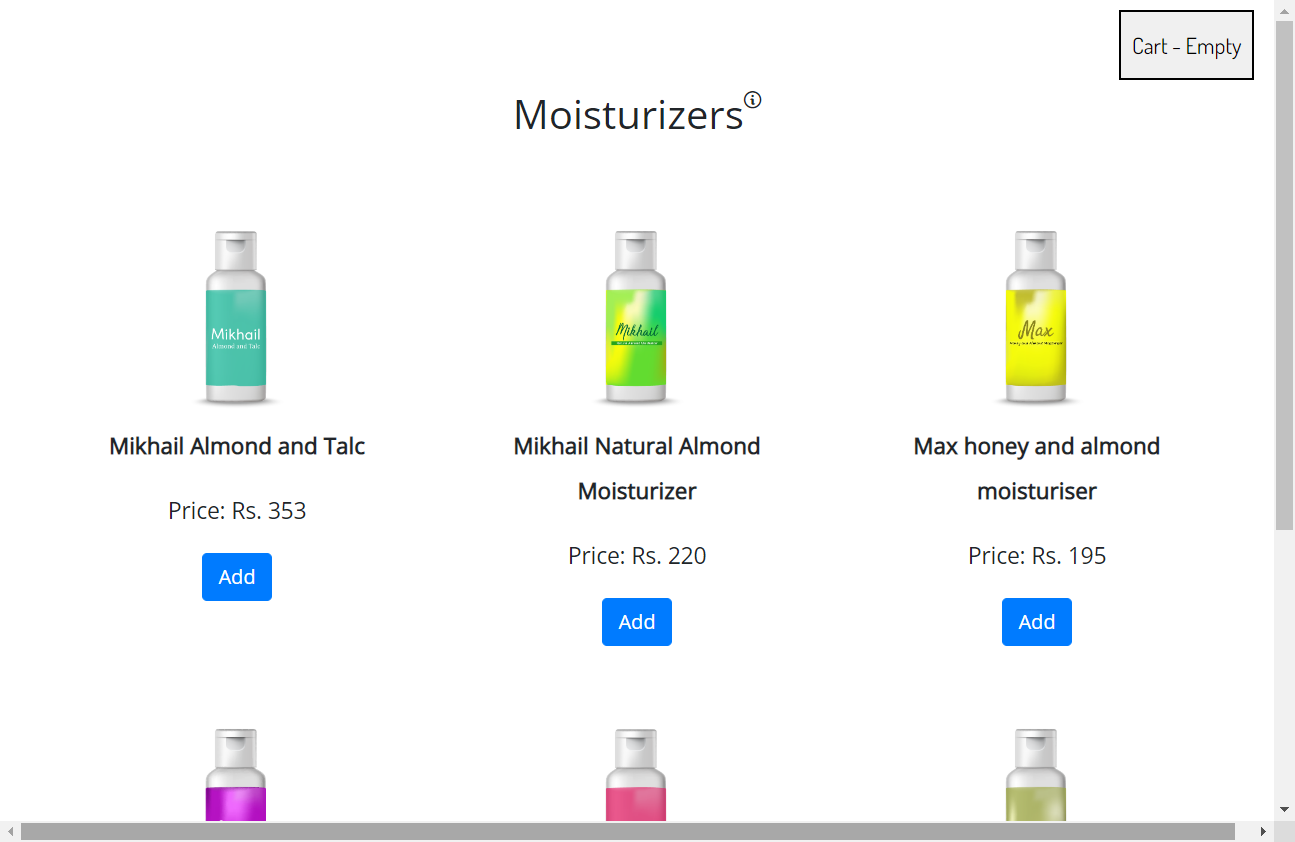 Cart - Empty
Moisturizers
Mikhail
Almond and Talc
Mikhail
Max
Mikhail Almond and Talc
Mikhail Natural Almond
Moisturizer
Max honey and almond
moisturiser
Price: Rs. 353
Price: Rs. 220
Price: Rs. 195
Add
Add
Add